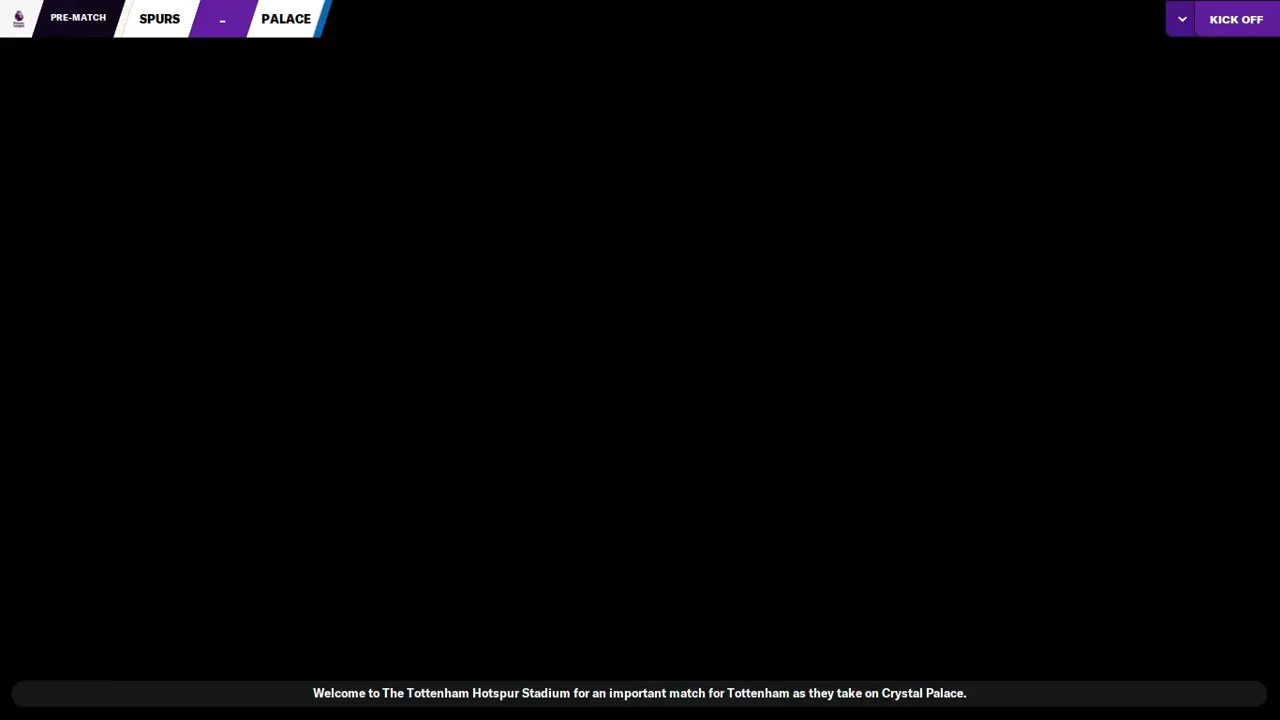 PRE-MATCH
SPURS
-
PALACE
KICK OFF
Welcome to The Tottenham Hotspur Stadium for an important match for Tottenham as they take on Crystal Palace.